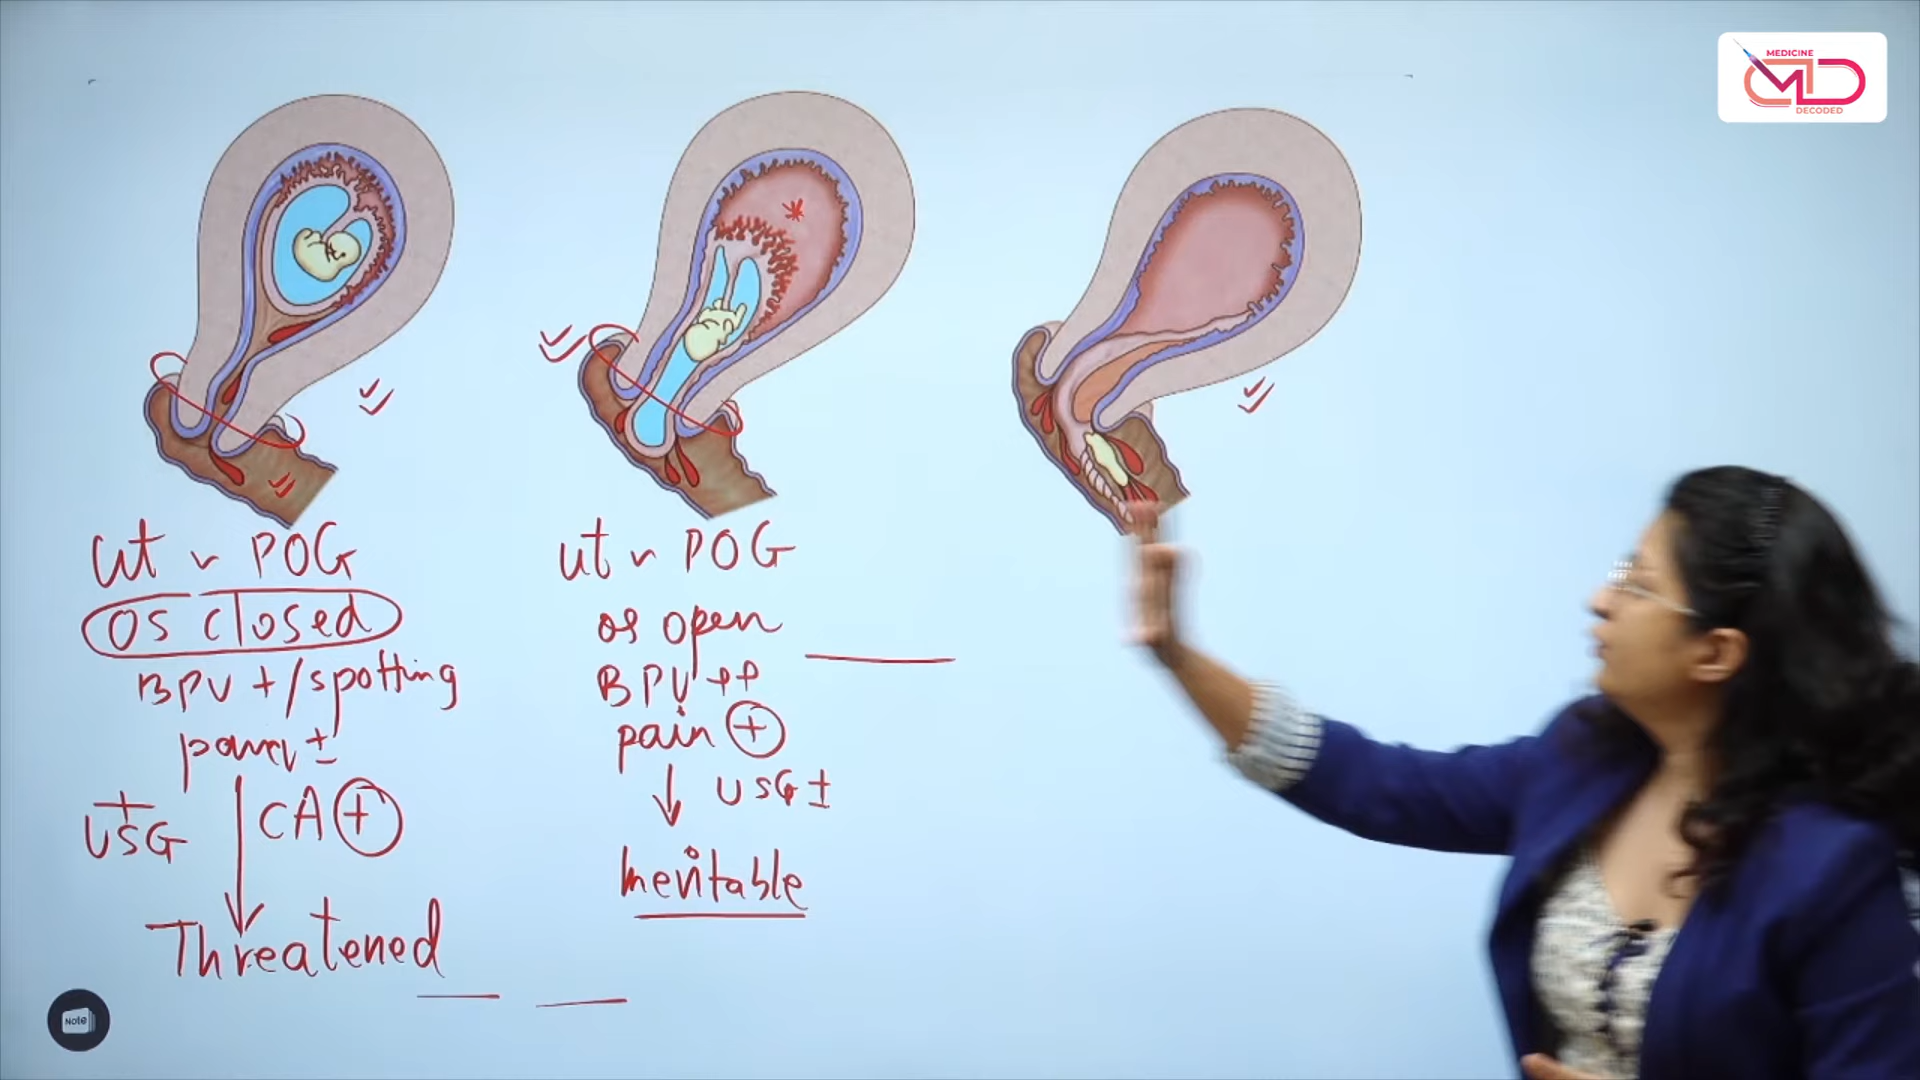 MEDICINE
DECODED
ut ~ POG
OS closed
BPV + / spotting
pain ±
USG
CA +
Threatened
ut ~ POG
os open
BPV ++
pain +
USG ±
Inevitable
Note